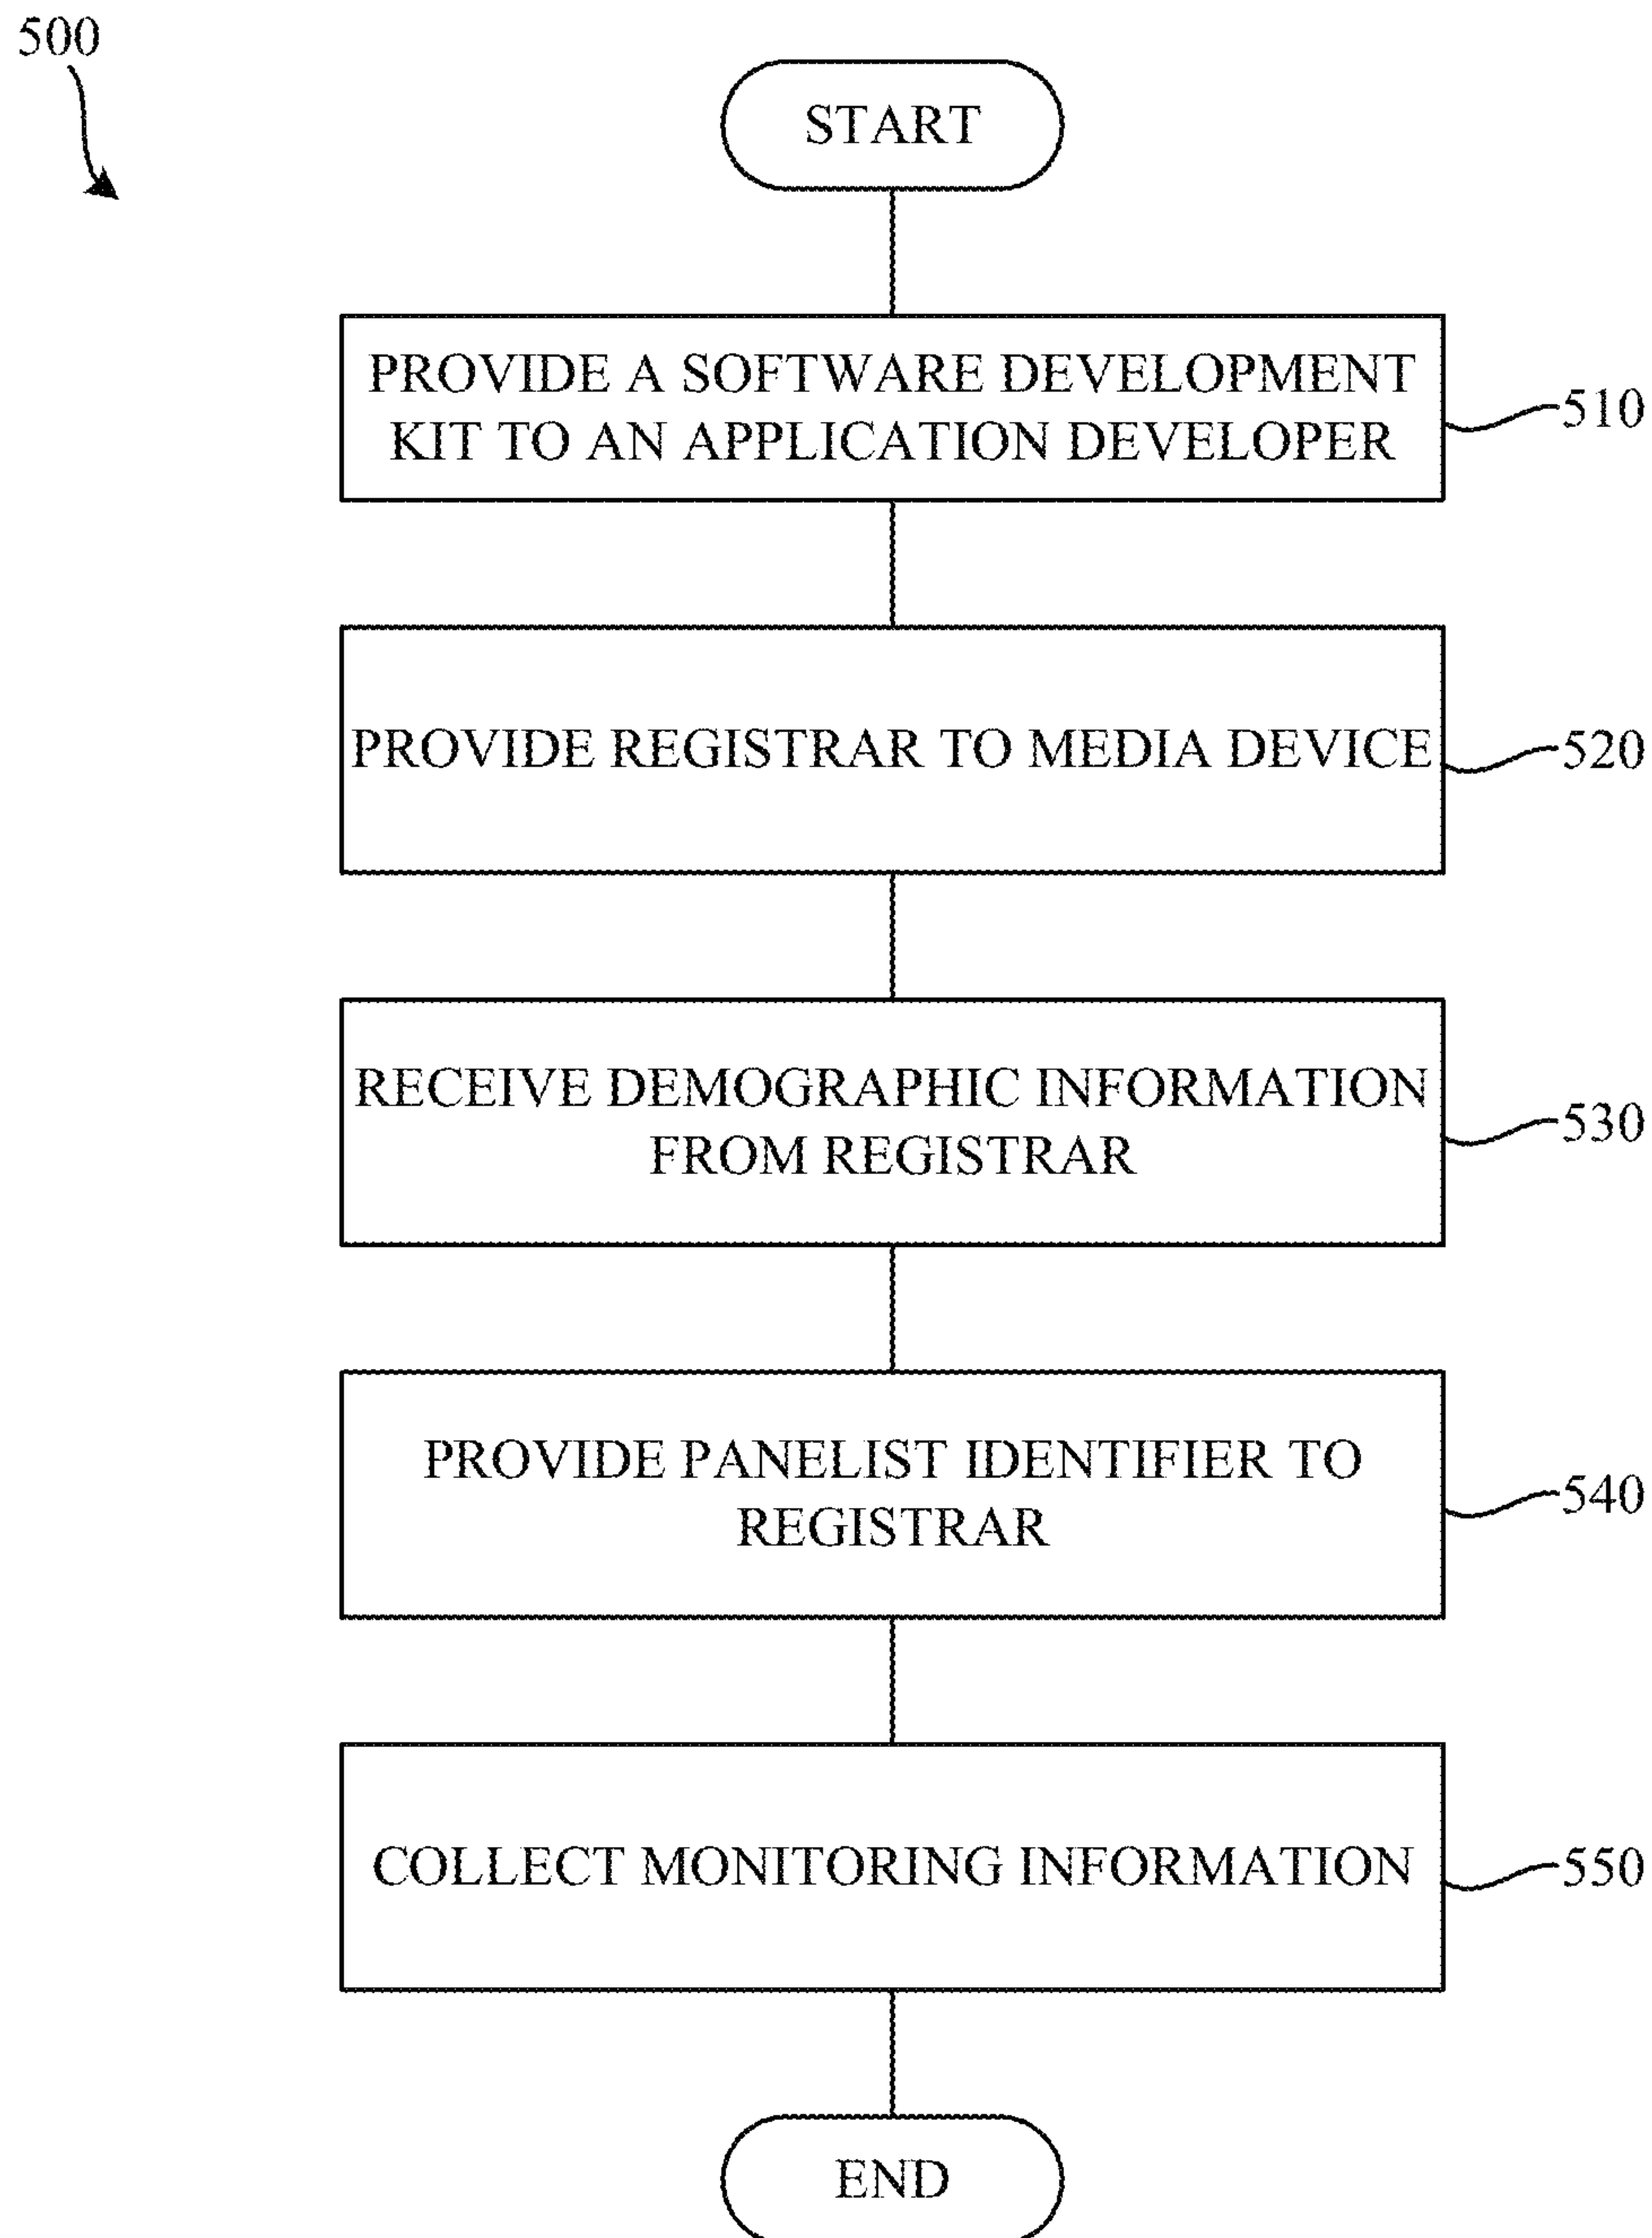 500
START
PROVIDE A SOFTWARE DEVELOPMENT
KIT TO AN APPLICATION DEVELOPER
510
PROVIDE REGISTRAR TO MEDIA DEVICE
520
RECEIVE DEMOGRAPHIC INFORMATION
FROM REGISTRAR
530
PROVIDE PANELIST IDENTIFIER TO
REGISTRAR
540
COLLECT MONITORING INFORMATION
550
END